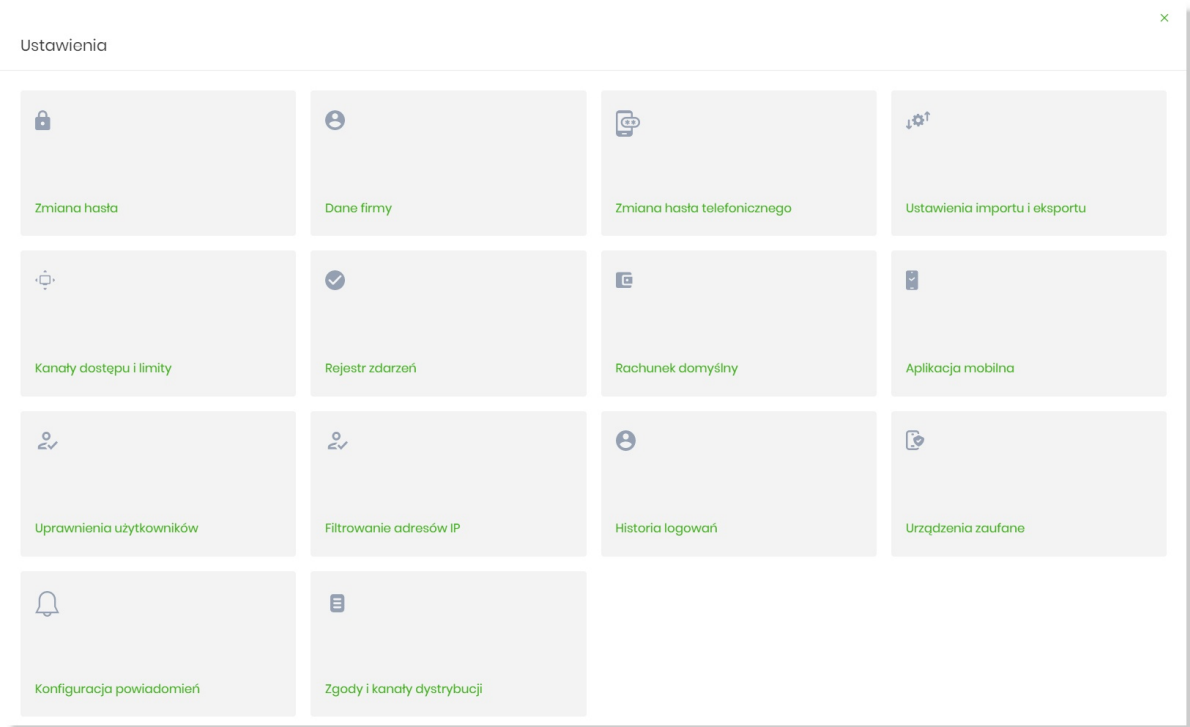 Ustawienia
Zmiana hasła
Dane firmy
Zmiana hasła telefonicznego
Ustawienia importu i eksportu
Kanały dostępu i limity
Rejestr zdarzeń
Rachunek domyślny
Aplikacja mobilna
Uprawnienia użytkowników
Filtrowanie adresów IP
Historia logowań
Urządzenia zaufane
Konfiguracja powiadomień
Zgody i kanały dystrybucji